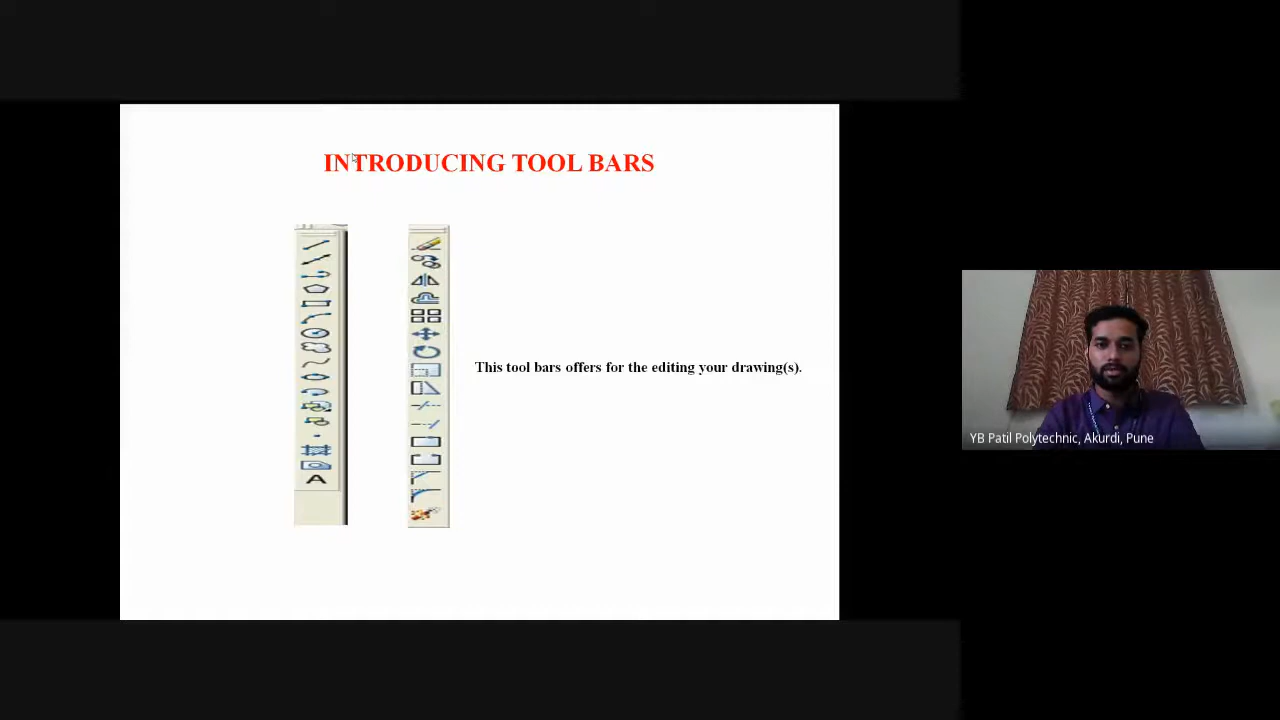 INTRODUCING TOOL BARS
A
This tool bars offers for the editing your drawing(s).
YB Patil Polytechnic, Akurdi, Pune